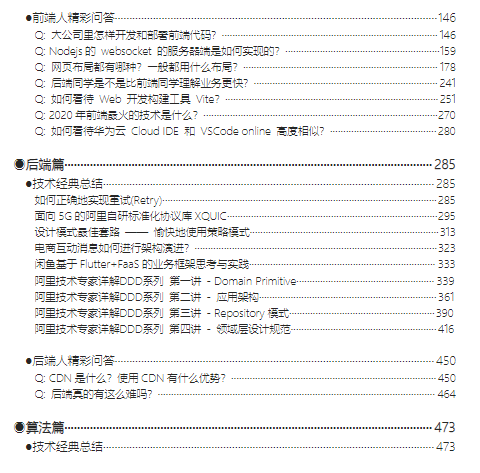 ●前端人精彩问答 146
Q: 大公司里怎样开发和部署前端代码？ 146
Q: Nodejs 的 websocket 的服务器端是如何实现的？ 159
Q: 网页布局都有哪种？一般都用什么布局？ 178
Q: 后端同学是不是比前端同学理解业务更快？ 241
Q: 如何看待 Web 开发构建工具 Vite？ 251
Q: 2020 年前端最火的技术是什么？ 270
Q: 如何看待华为云 Cloud IDE 和 VSCode online 高度相似？ 280
◉后端篇 285
●技术经典总结 285
如何正确地实现重试(Retry) 285
面向 5G 的阿里自研标准化协议库 XQUIC 295
设计模式最佳套路 —— 愉快地使用策略模式 313
电商互动消息如何进行架构演进？ 323
闲鱼基于 Flutter+FaaS 的业务框架思考与实践 333
阿里技术专家详解DDD系列 第一讲 - Domain Primitive 339
阿里技术专家详解DDD系列 第二讲 - 应用架构 361
阿里技术专家详解DDD系列 第三讲 - Repository 模式 390
阿里技术专家详解DDD系列 第四讲 - 领域层设计规范 416
●后端人精彩问答 450
Q: CDN 是什么？使用 CDN 有什么优势？ 450
Q: 后端真的有这么难吗？ 464
◉算法篇 473
●技术经典总结 473